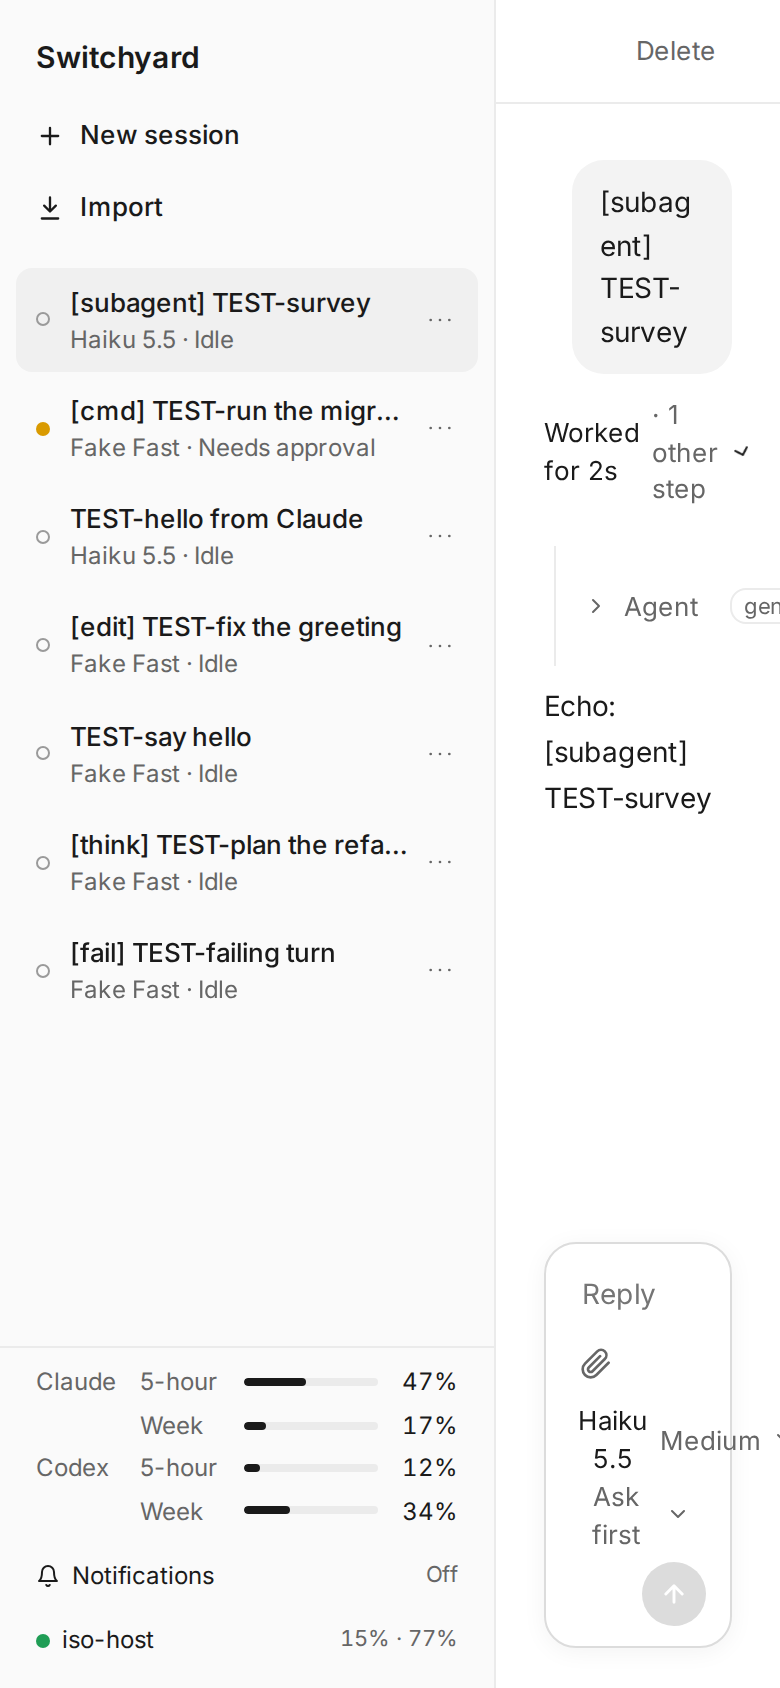 Switchyard
New session
Import
[subagent] TEST-survey
Haiku 5.5 · Idle
[cmd] TEST-run the migr...
Fake Fast · Needs approval
TEST-hello from Claude
Haiku 5.5 · Idle
[edit] TEST-fix the greeting
Fake Fast · Idle
TEST-say hello
Fake Fast · Idle
[think] TEST-plan the refa...
Fake Fast · Idle
[fail] TEST-failing turn
Fake Fast · Idle
Claude 5-hour 47%
Week 17%
Codex 5-hour 12%
Week 34%
Notifications Off
iso-host 15% · 77%
Delete
[subag
ent]
TEST-
survey
Worked
for 2s
· 1
other
step
Agent
Echo:
[subagent]
TEST-survey
Reply
Haiku
5.5
Medium
Ask
first